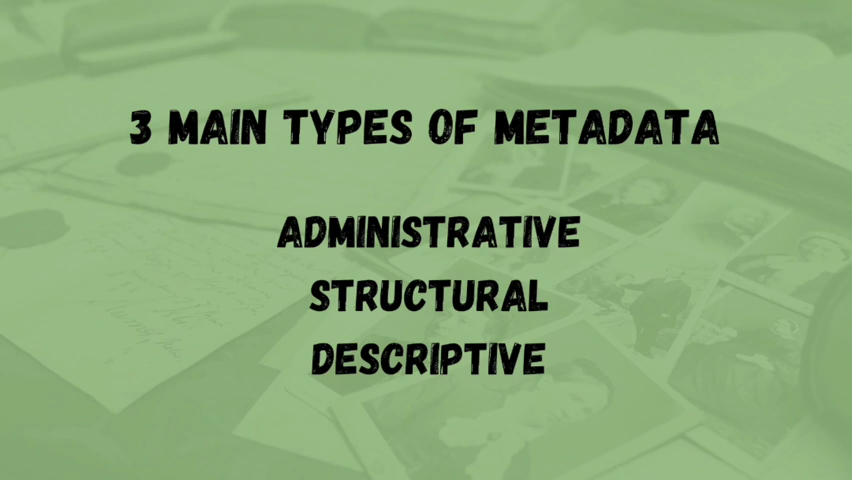 3 MAIN TYPES OF METADATA
ADMINISTRATIVE
STRUCTURAL
DESCRIPTIVE